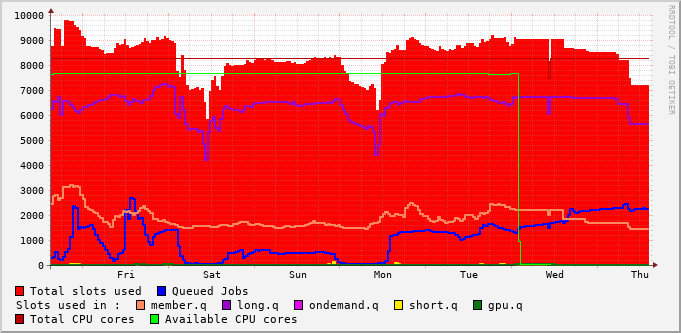 10000
9000
8000
7000
6000
5000
4000
3000
2000
1000
0
Fri Sat Sun Mon Tue Wed Thu
RRDTOOL / TOBI OETIKER
Total slots used Queued Jobs
Slots used in : member.q long.q ondemand.q short.q gpu.q
Total CPU cores Available CPU cores